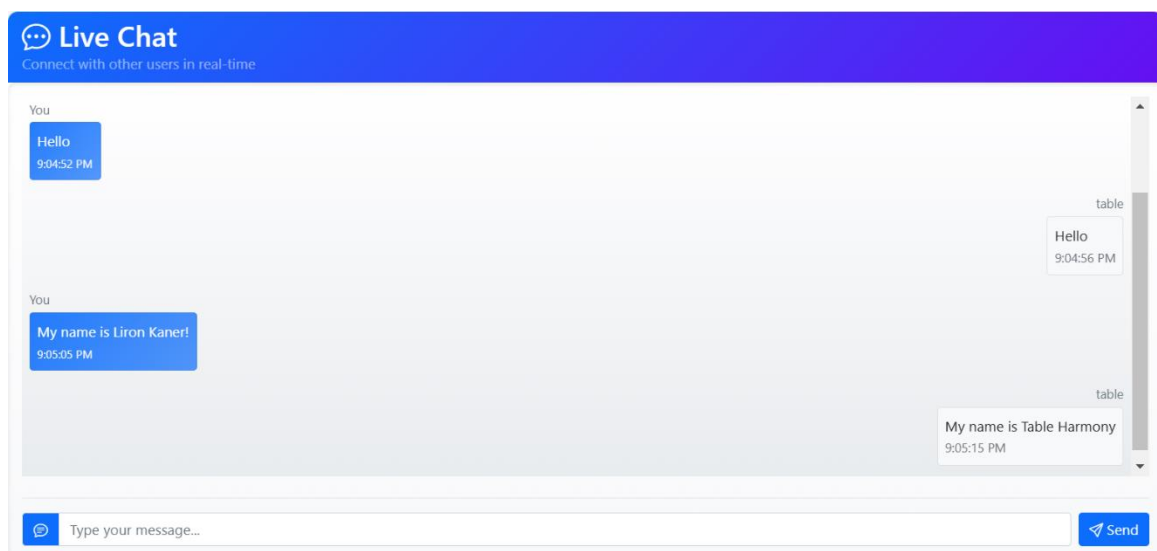 Live Chat
Connect with other users in real-time
You
Hello
9:04:52 PM
table
Hello
9:04:56 PM
You
My name is Liron Kaner!
9:05:05 PM
table
My name is Table Harmony
9:05:15 PM
Type your message...
Send